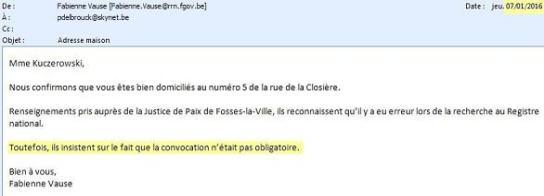 De : Fabienne Vause [Fabienne.Vause@rrn.fgov.be] Date : jeu. 07/01/2016
À : pdelbrouck@skynet.be
Cc :
Objet : Adresse maison
Mme Kuczerowski,
Nous confirmons que vous êtes bien domiciliés au numéro 5 de la rue de la Closière.
Renseignements pris auprès de la Justice de Paix de Fosses-la-Ville, ils reconnaissent qu'il y a eu erreur lors de la recherche au Registre
national.
Toutefois, ils insistent sur le fait que la convocation n'était pas obligatoire.
Bien à vous,
Fabienne Vause